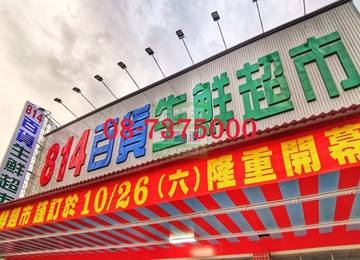 814
百貨
生鮮超市
814百貨生鮮超市
08-7375000
超市謹訂於10/26(六)隆重開幕